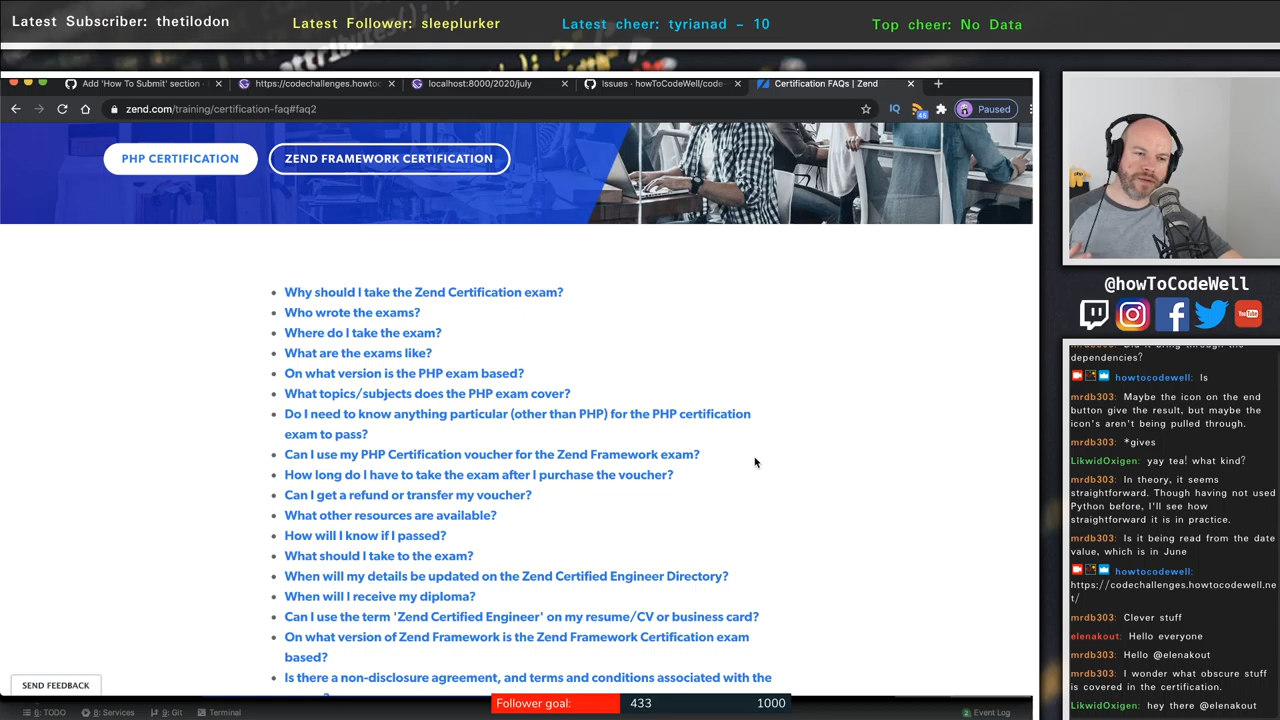 Latest Subscriber: thetilodon
Latest Follower: sleeplurker
Latest cheer: tyrianad - 10
Top cheer: No Data
attributes();
Add 'How To Submit' section -
https://codechallenges.howtoc
localhost:8000/2020/july
Issues · howToCodeWell/code-
Certification FAQs | Zend
zend.com/training/certification-faq#faq2
IQ
Paused
PHP CERTIFICATION
ZEND FRAMEWORK CERTIFICATION
Why should I take the Zend Certification exam?
Who wrote the exams?
Where do I take the exam?
What are the exams like?
On what version is the PHP exam based?
What topics/subjects does the PHP exam cover?
Do I need to know anything particular (other than PHP) for the PHP certification
exam to pass?
Can I use my PHP Certification voucher for the Zend Framework exam?
How long do I have to take the exam after I purchase the voucher?
Can I get a refund or transfer my voucher?
What other resources are available?
How will I know if I passed?
What should I take to the exam?
When will my details be updated on the Zend Certified Engineer Directory?
When will I receive my diploma?
Can I use the term 'Zend Certified Engineer' on my resume/CV or business card?
On what version of Zend Framework is the Zend Framework Certification exam
based?
Is there a non-disclosure agreement, and terms and conditions associated with the
SEND FEEDBACK
Follower goal: 433 1000
6: TODO
8: Services
9: Git
Terminal
2 Event Log
@howToCodeWell
You Tube
Did it bring through the
dependencies?
howtocodewell: Is
mrdb303: Maybe the icon on the end
button give the result, but maybe the
icon's aren't being pulled through.
mrdb303: *gives
LikwidOxigen: yay tea! what kind?
mrdb303: In theory, it seems
straightforward. Though having not used
Python before, I'll see how
straightforward it is in practice.
mrdb303: Is it being read from the date
value, which is in June
howtocodewell:
https://codechallenges.howtocodewell.ne
t/
mrdb303: Clever stuff
elenakout: Hello everyone
mrdb303: Hello @elenakout
mrdb303: I wonder what obscure stuff
is covered in the certification.
LikwidOxigen: hey there @elenakout